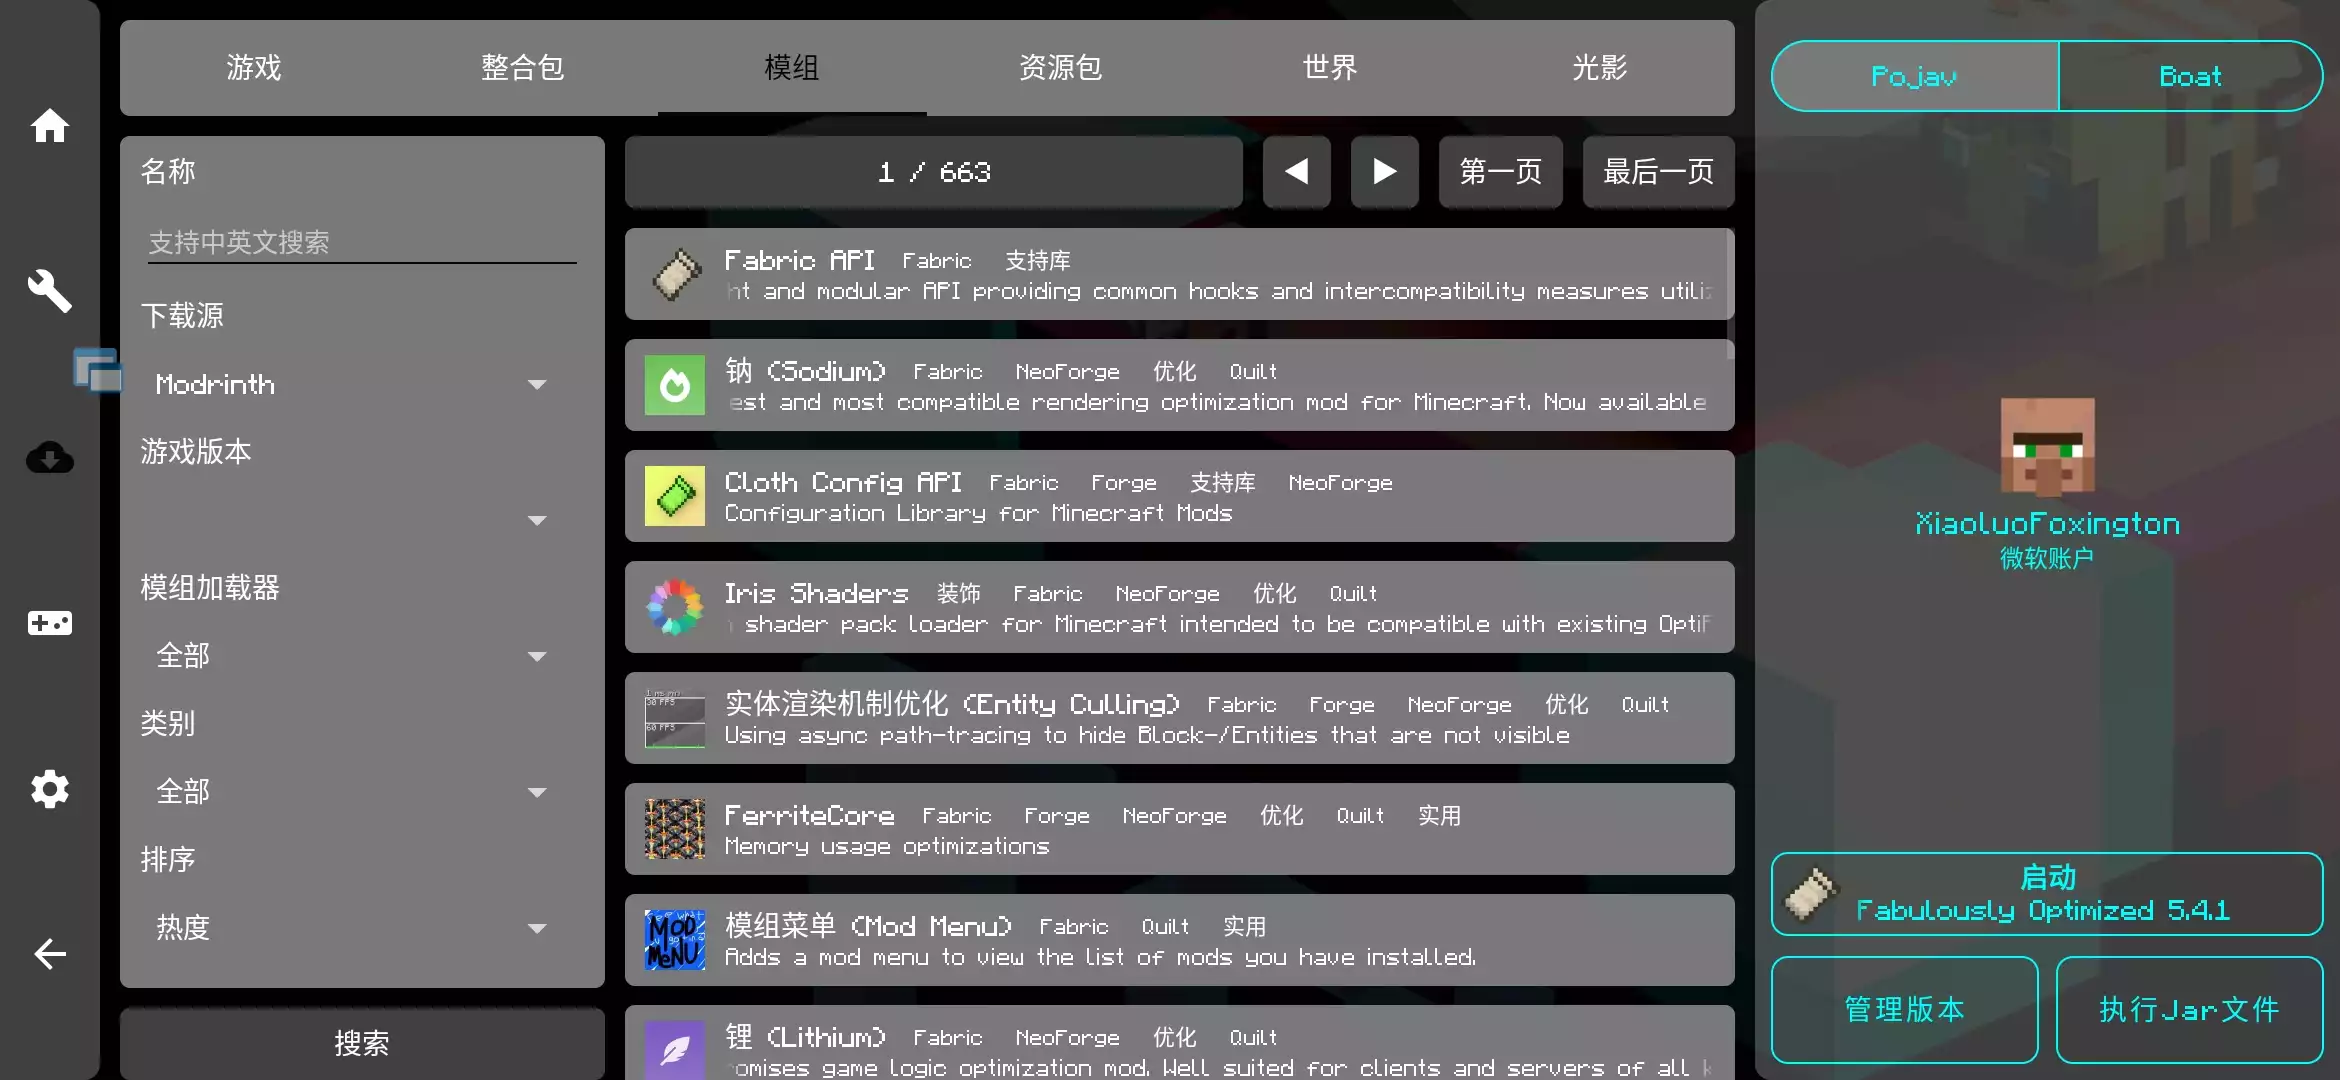 游戏
整合包
模组
资源包
世界
光影
名称
支持中英文搜索
下载源
Modrinth
游戏版本
模组加载器
全部
类别
全部
排序
热度
搜索
1 / 663
第一页
最后一页
Fabric API Fabric 支持库
and modular API providing common hooks and intercompatibility measures
钠 (Sodium) Fabric NeoForge 优化 Quilt
and most compatible rendering optimization mod for Minecraft. Now available
Cloth Config API Fabric Forge 支持库 NeoForge
Configuration Library for Minecraft Mods
Iris Shaders 装饰 Fabric NeoForge 优化 Quilt
shader pack loader for Minecraft intended to be compatible with existing
实体渲染机制优化 (Entity Culling) Fabric Forge NeoForge 优化 Quilt
Using async path-tracing to hide Block-/Entities that are not visible
FerriteCore Fabric Forge NeoForge 优化 Quilt 实用
Memory usage optimizations
MOD MENU
模组菜单 (Mod Menu) Fabric Quilt 实用
Adds a mod menu to view the list of mods you have installed.
锂 (Lithium) Fabric NeoForge 优化 Quilt
game logic optimization mod. Well suited for clients and servers of all
Pojav
Boat
XiaoluoFoxington
微软账户
启动
Fabulously Optimized 5.4.1
管理版本
执行Jar文件